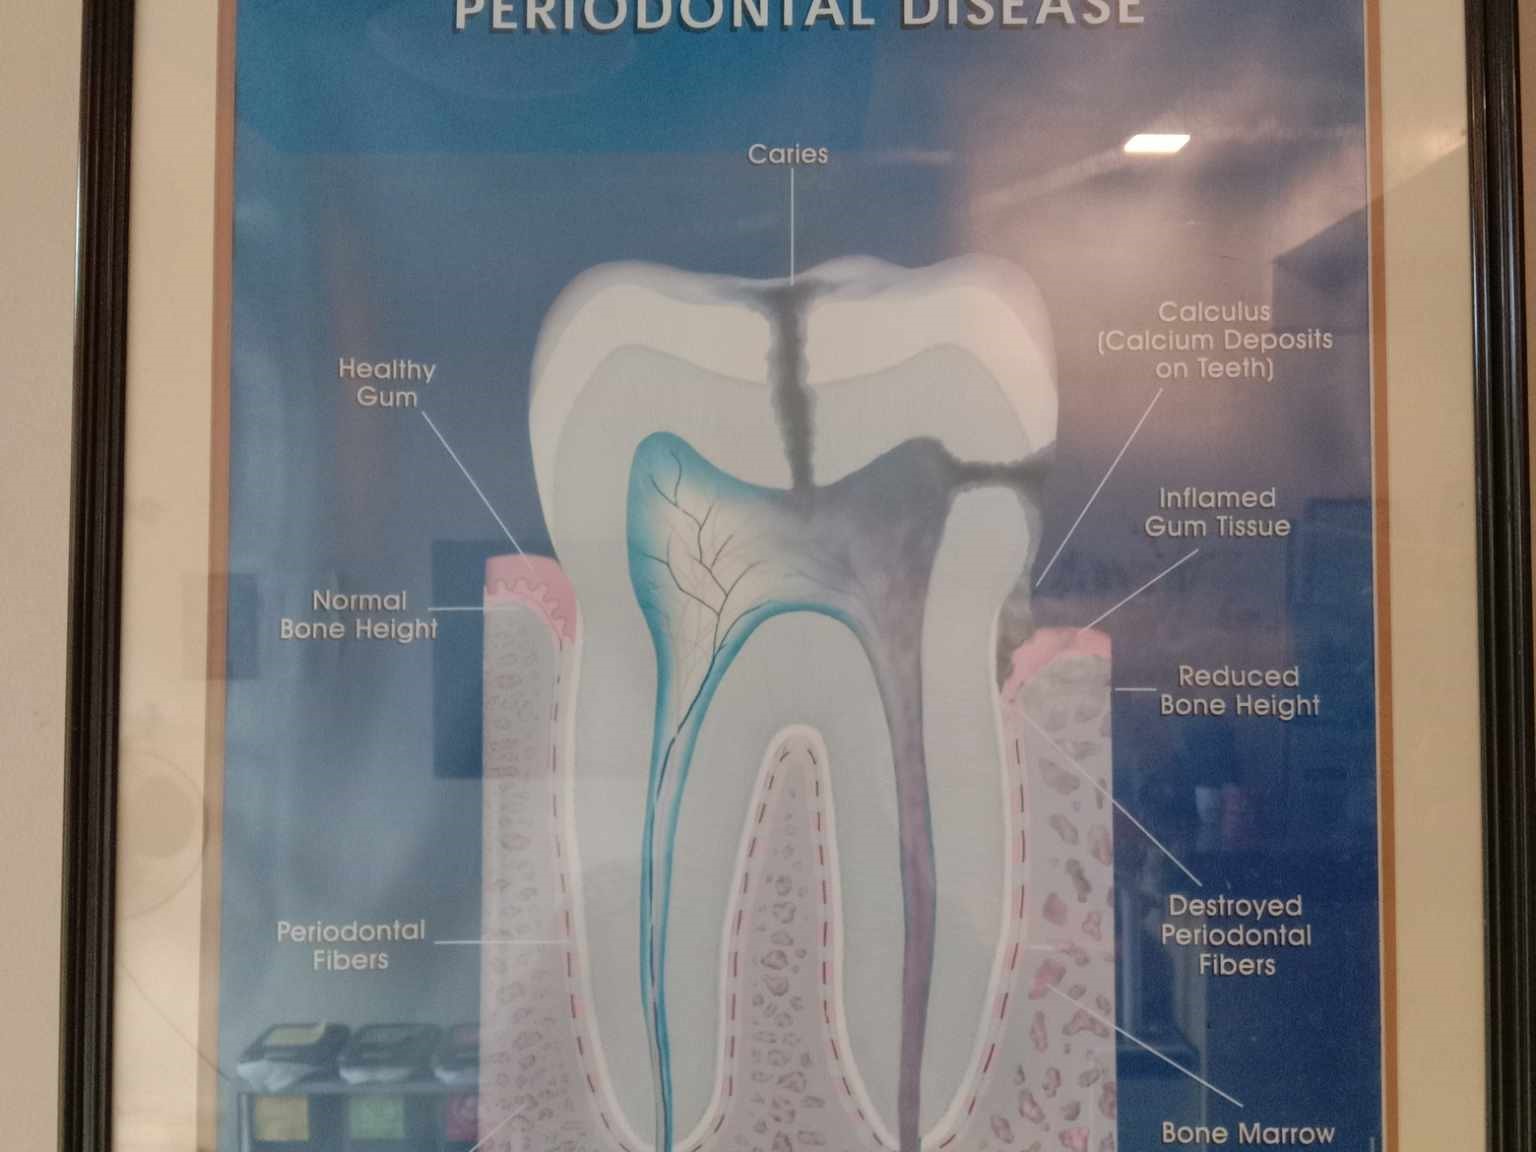 PERIODONTAL DISEASE
Caries
Calculus
(Calcium Deposits
on Teeth)
Healthy
Gum
Inflamed
Gum Tissue
Normal
Bone Height
Reduced
Bone Height
Periodontal
Fibers
Destroyed
Periodontal
Fibers
Bone Marrow